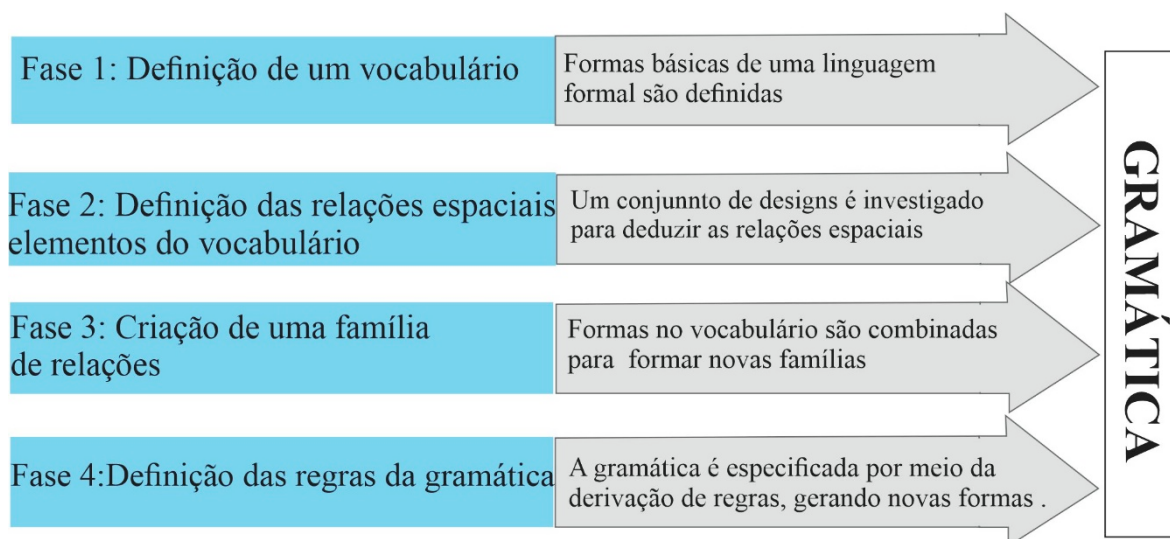 Fase 1: Definição de um vocabulário
Formas básicas de uma linguagem
formal são definidas
Fase 2: Definição das relações espaciais
elementos do vocabulário
Um conjunnto de designs é investigado
para deduzir as relações espaciais
Fase 3: Criação de uma família
de relações
Formas no vocabulário são combinadas
para formar novas famílias
Fase 4:Definição das regras da gramática
A gramática é especificada por meio da
derivação de regras, gerando novas formas .
GRAMÁTICA